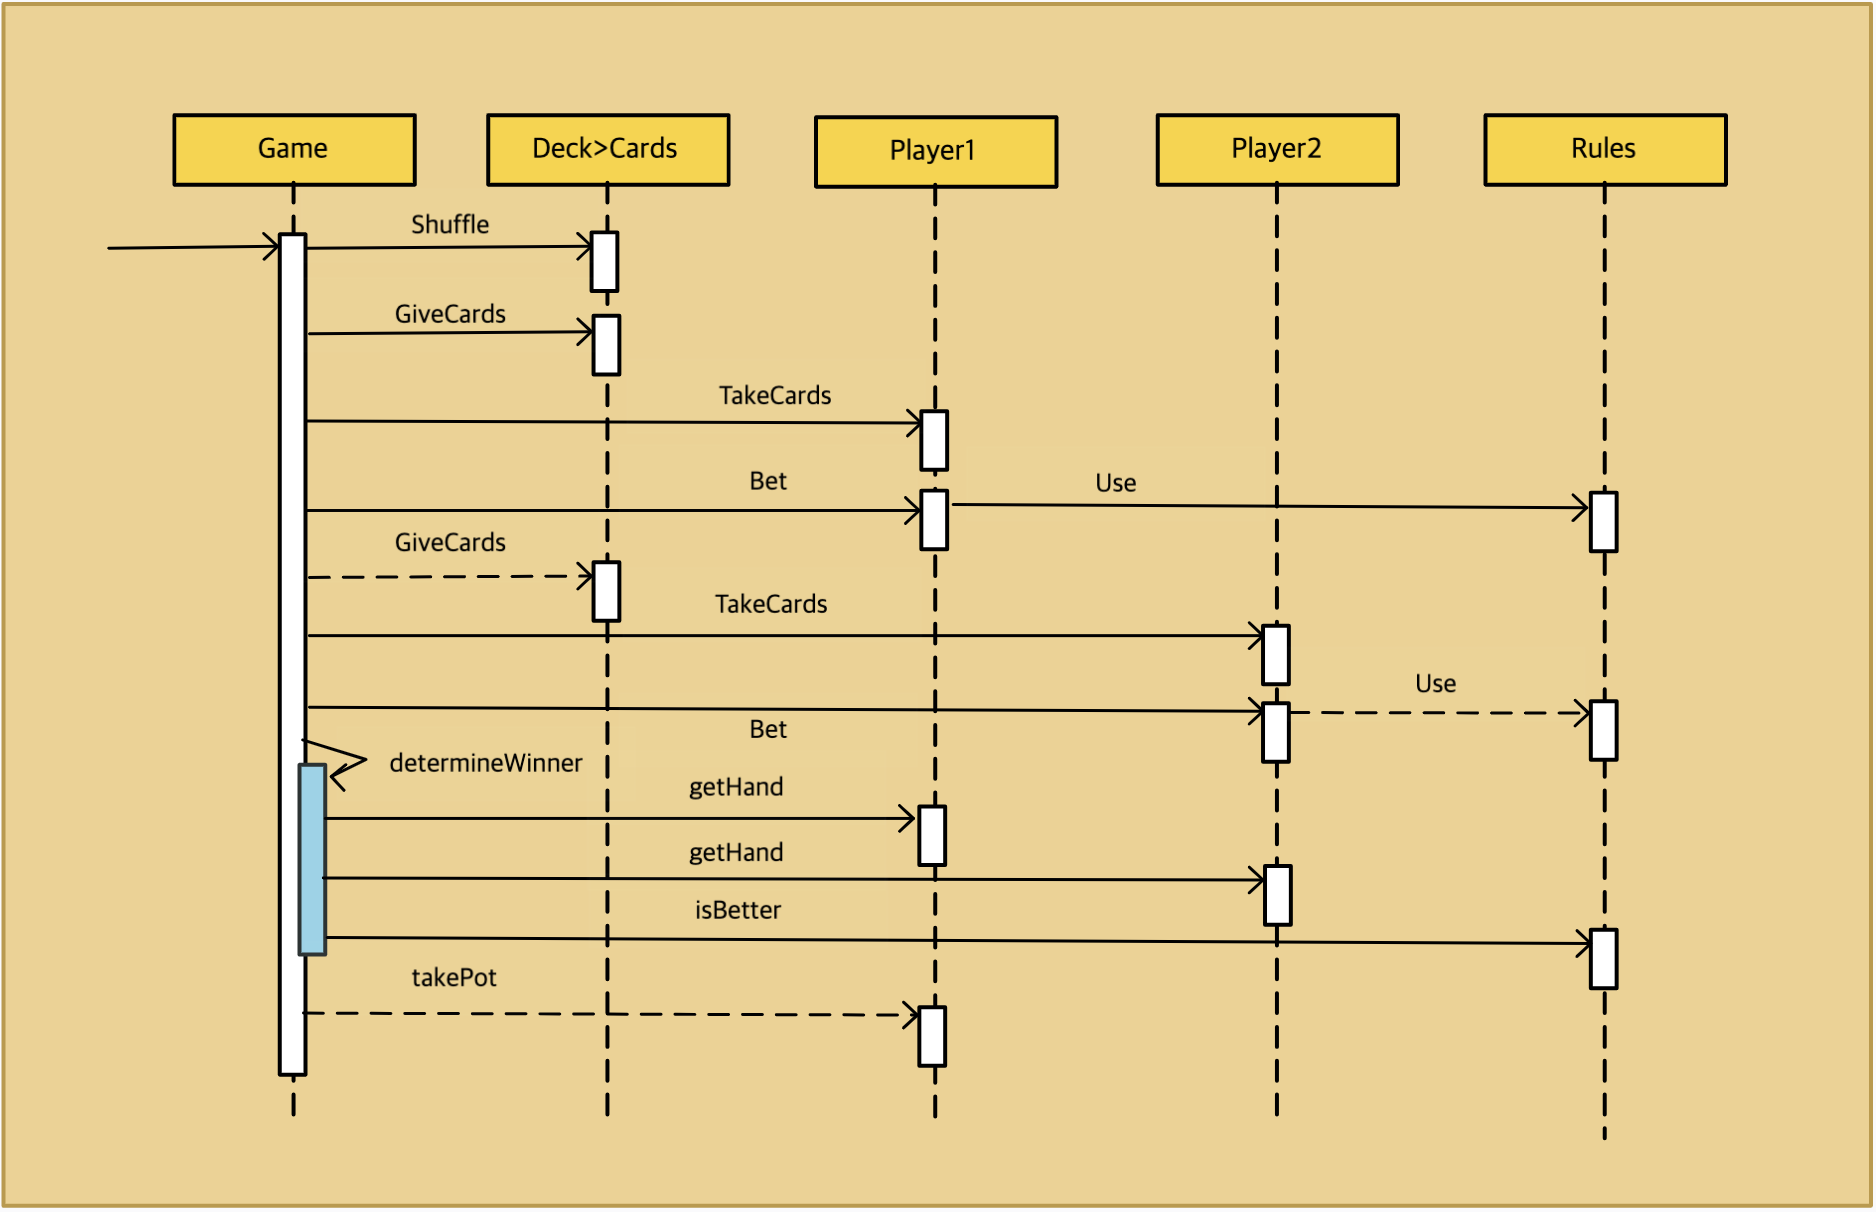 Game
Deck>Cards
Player1
Player2
Rules
Shuffle
GiveCards
TakeCards
Bet
Use
GiveCards
TakeCards
Use
Bet
determineWinner
getHand
getHand
isBetter
takePot